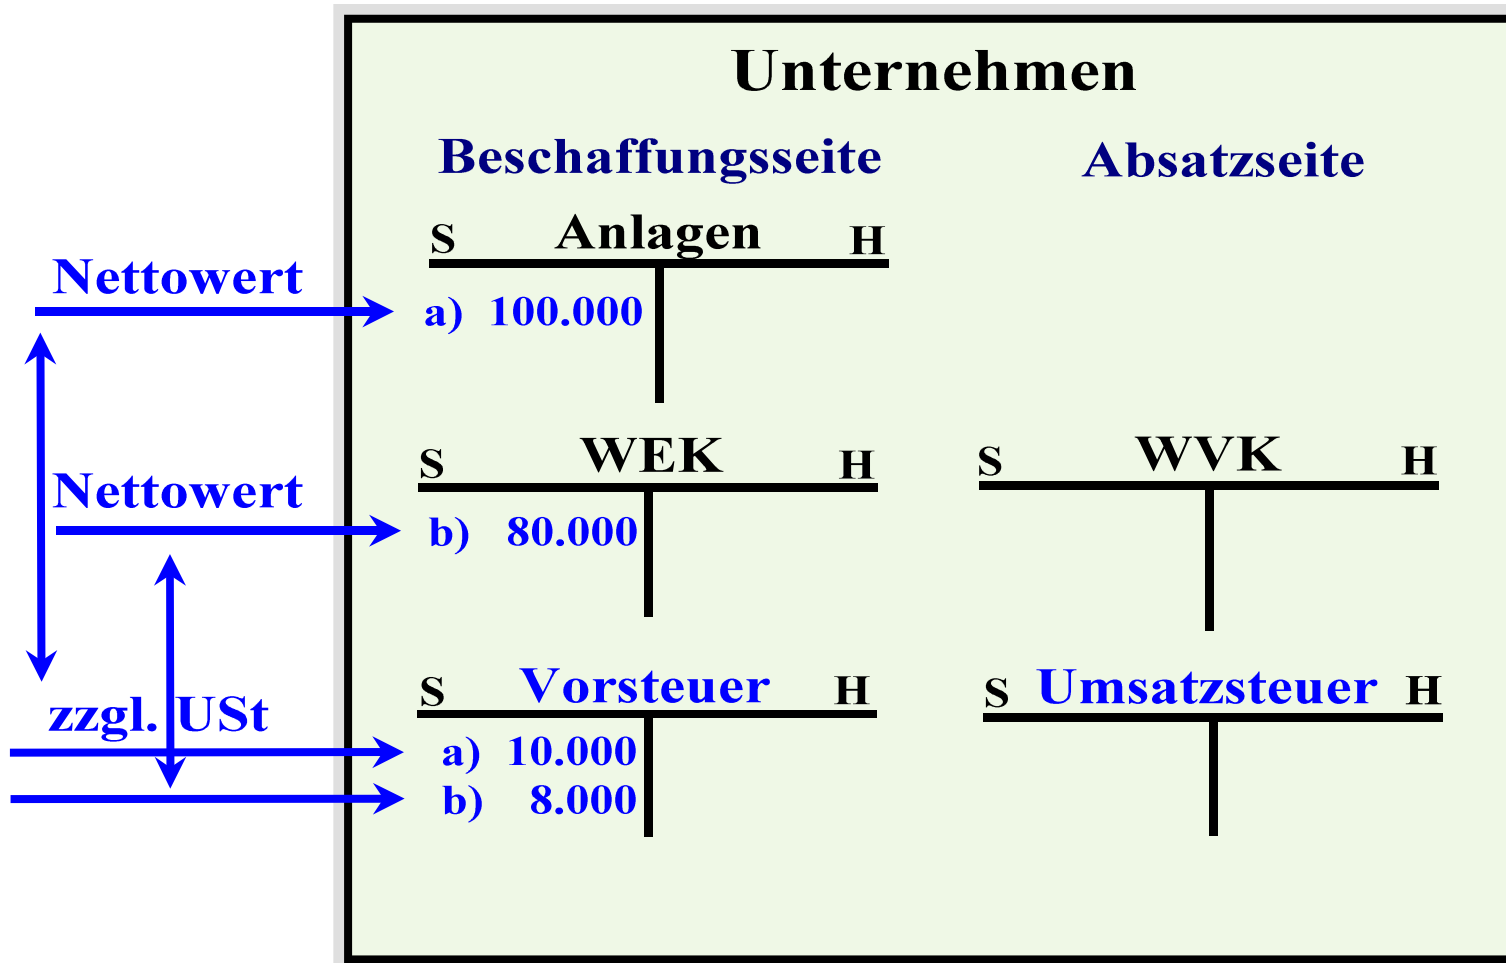 Unternehmen
Beschaffungsseite
Absatzseite
S Anlagen H
Nettowert
a) 100.000
S WEK H
S WVK H
Nettowert
b) 80.000
S Vorsteuer H
S Umsatzsteuer H
zzgl. USt
a) 10.000
b) 8.000